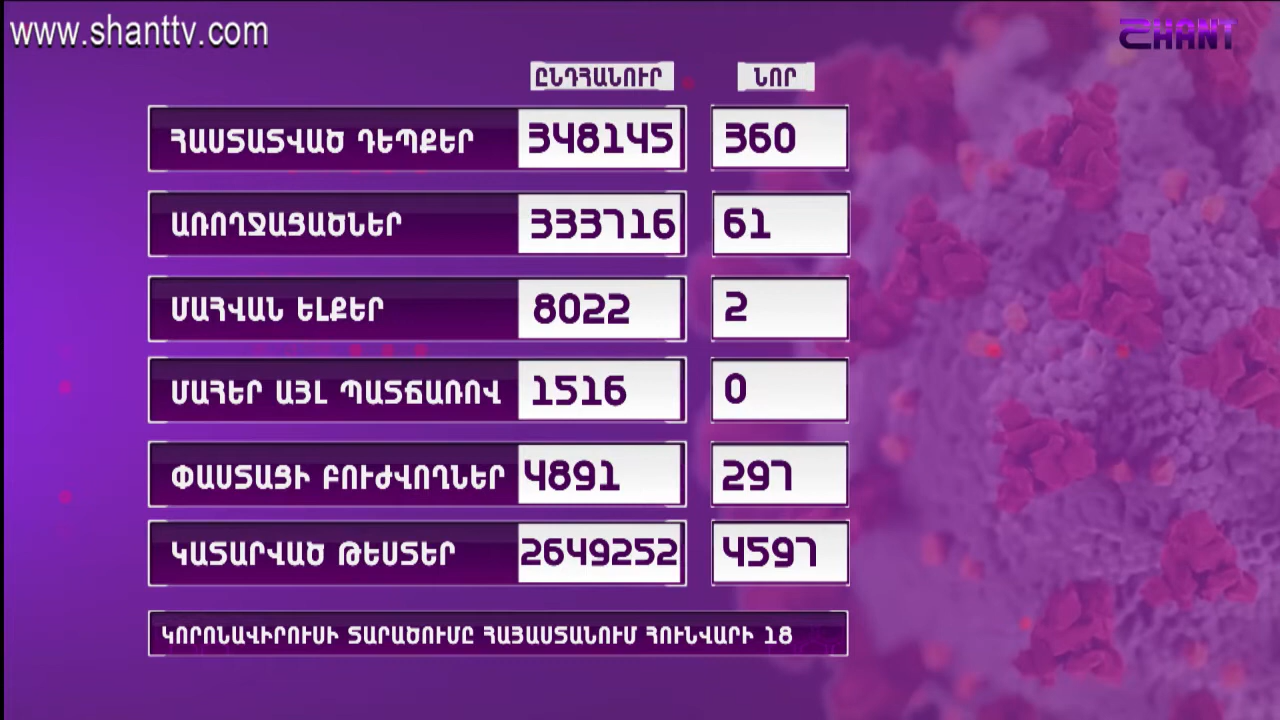 www.shanttv.com
SHANT
ԸՆԴՀԱՆՈՒՐ ՆՈՐ
ՀԱՍՏԱՏՎԱԾ ԴԵՊՔԵՐ 348145 360
ԱՌՈՂՋԱՑԱԾՆԵՐ 333716 61
ՄԱՀՎԱՆ ԵԼՔԵՐ 8022 2
ՄԱՀԵՐ ԱՅԼ ՊԱՏՃԱՌՈՎ 1516 0
ՓԱՍՏԱՑԻ ԲՈՒԺՎՈՂՆԵՐ 4891 297
ԿԱՏԱՐՎԱԾ ԹԵՍՏԵՐ 2649252 4597
ԿՈՐՈՆԱՎԻՐՈՒՍԻ ՏԱՐԱԾՈՒՄԸ ՀԱՅԱՍՏԱՆՈՒՄ ՀՈՒՆՎԱՐԻ 18